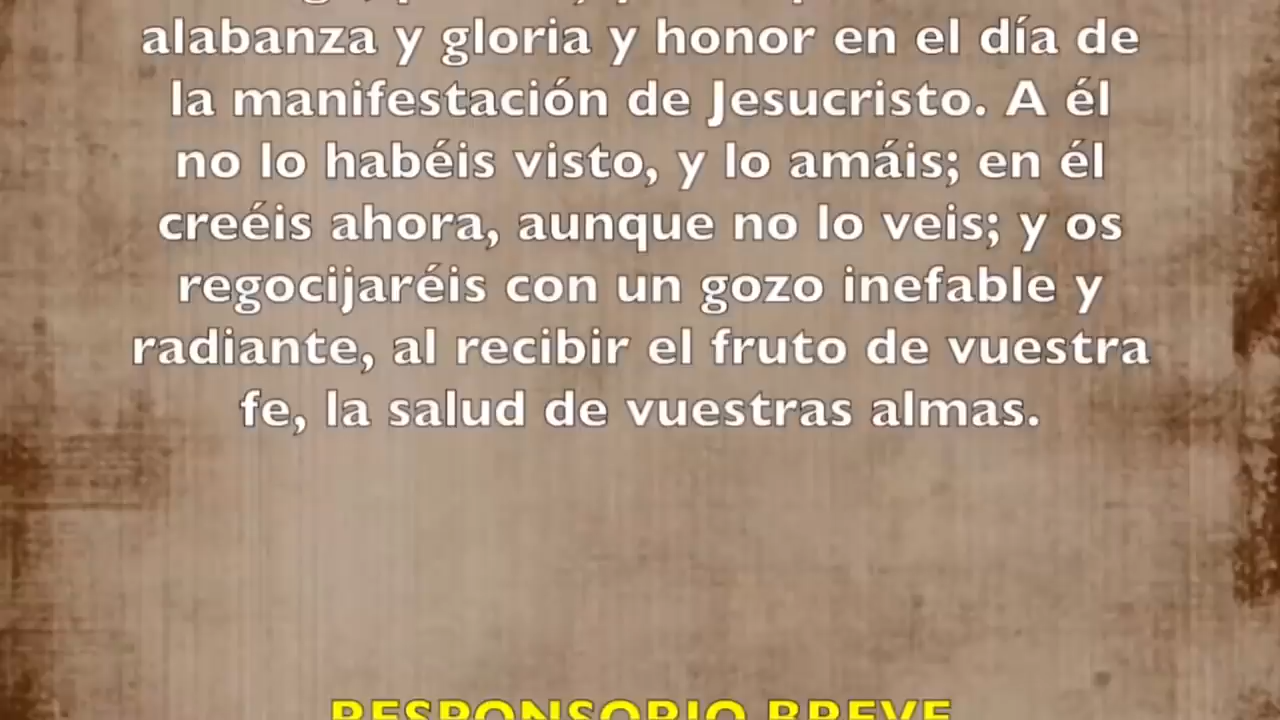 alabanza y gloria y honor en el día de
la manifestación de Jesucristo. A él
no lo habéis visto, y lo amáis; en él
creéis ahora, aunque no lo veis; y os
regocijaréis con un gozo inefable y
radiante, al recibir el fruto de vuestra
fe, la salud de vuestras almas.
RESPONSORIO BREVE